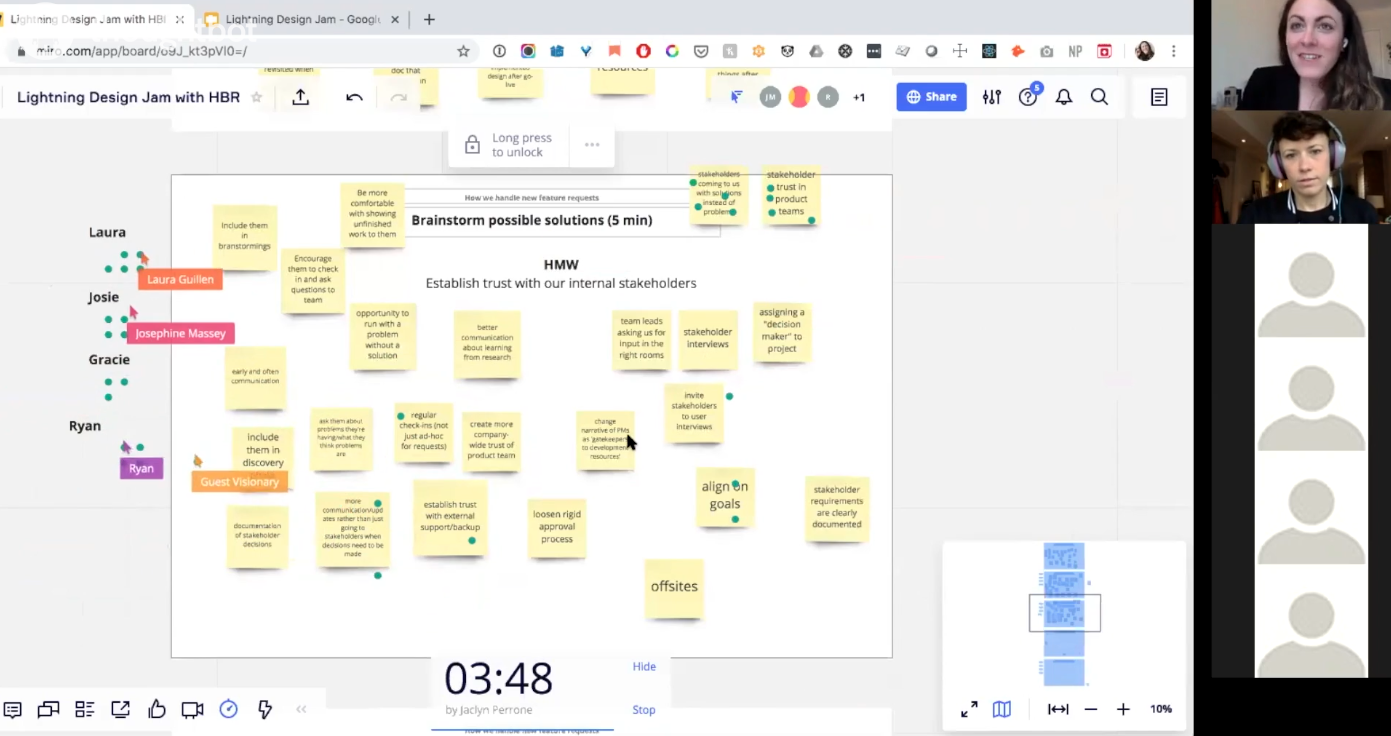 Lightning Design Jam with HBR
Lightning Design Jam - Google
miro.com/app/board/o9J_kt3pVI0=/
NP
revisited when
doc that
design after go-
live
resources
things after
Lightning Design Jam with HBR
JM
R
+1
Share
5
Long press
to unlock
How we handle new feature requests
Brainstorm possible solutions (5 min)
HMW
Establish trust with our internal stakeholders
stakeholders
coming to us
with solutions
instead of
problems
stakeholder
trust in
product
teams
Include them
in
branstormings
Be more
comfortable
with showing
unfinished
work to them
Encourage
them to check
in and ask
questions to
team
Laura
Laura Guillen
Josie
Josephine Massey
Gracie
Ryan
Ryan
Guest Visionary
opportunity to
run with a
problem
without a
solution
better
communication
about learning
from research
team leads
asking us for
input in the
right rooms
stakeholder
interviews
assigning a
"decision
maker" to
project
early and often
communication
include
them in
discovery
ask them about
problems they're
having/what they
think problems
are
regular
check-ins (not
just ad-hoc
for requests)
create more
company-
wide trust of
product team
change
narrative of PMs
as 'gatekeepers
to development
resources'
invite
stakeholders
to user
interviews
documentation
of stakeholder
decisions
more
communication/upd
ates rather than just
going to
stakeholders when
decisions need to be
made
establish trust
with external
support/backup
loosen rigid
approval
process
align on
goals
stakeholder
requirements
are clearly
documented
offsites
03:48
by Jaclyn Perrone
Hide
Stop
How we handle new feature requests
10%